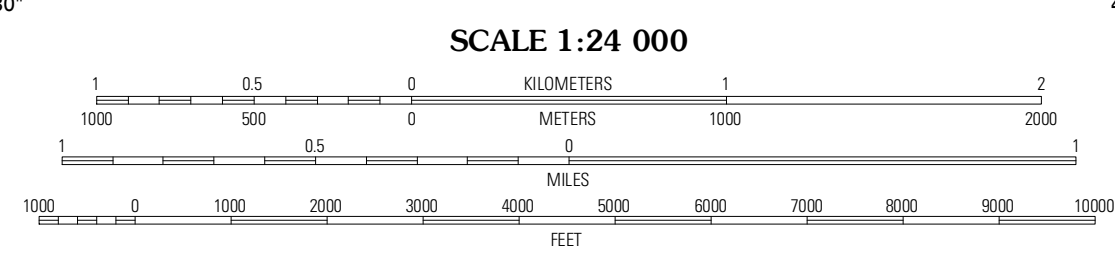 30"
4
SCALE 1:24 000
1 0.5 0 KILOMETERS 1 2
1000 500 0 METERS 1000 2000
1 0.5 0 1
MILES
1000 0 1000 2000 3000 4000 5000 6000 7000 8000 9000 10000
FEET